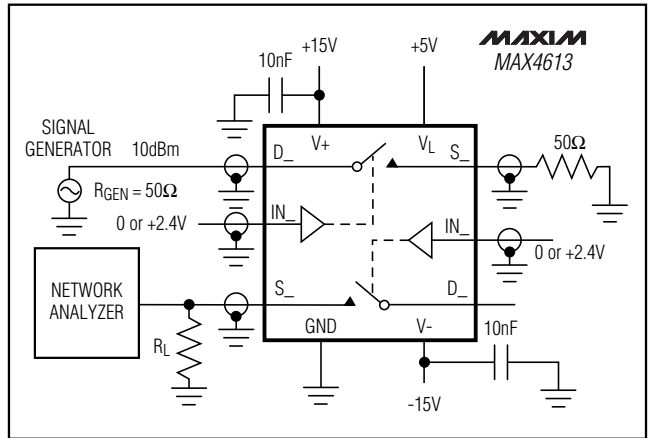 +15V
+5V
MAXIM
MAX4613
10nF
SIGNAL
GENERATOR
10dBm
D_
V+
VL
S_
50Ω
RGEN = 50Ω
0 or +2.4V
IN_
IN_
0 or +2.4V
NETWORK
ANALYZER
S_
D_
RL
GND
V-
10nF
-15V